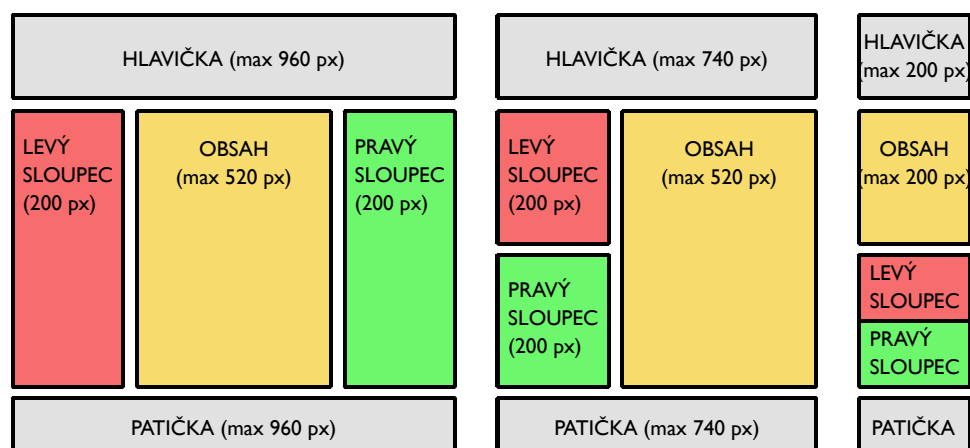 HLAVIČKA (max 960 px)
LEVÝ
SLOUPEC
(200 px)
OBSAH
(max 520 px)
PRAVÝ
SLOUPEC
(200 px)
PATIČKA (max 960 px)
HLAVIČKA (max 740 px)
LEVÝ
SLOUPEC
(200 px)
PRAVÝ
SLOUPEC
(200 px)
OBSAH
(max 520 px)
PATIČKA (max 740 px)
HLAVIČKA
(max 200 px)
OBSAH
(max 200 px)
LEVÝ
SLOUPEC
PRAVÝ
SLOUPEC
PATIČKA